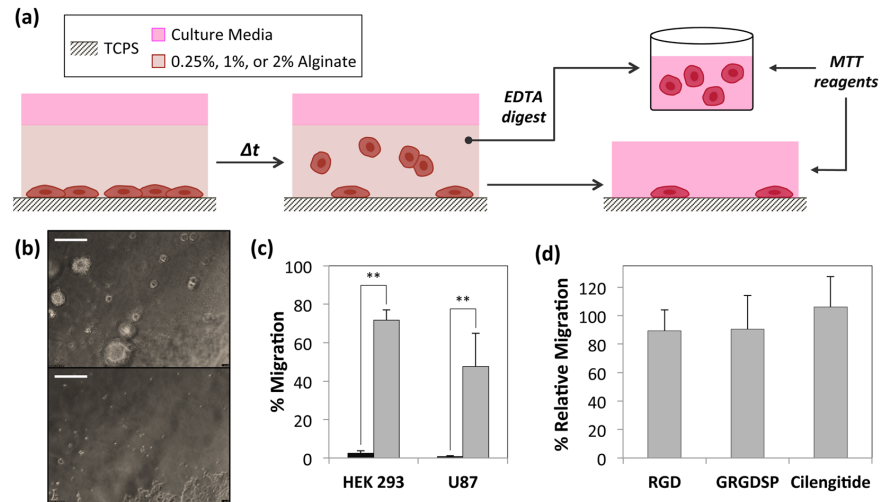 (a)
TCPS
Culture Media
0.25%, 1%, or 2% Alginate
Δt
EDTA
digest
MTT
reagents
(b)
(c)
% Migration
100
80
60
40
20
0
**
**
HEK 293
U87
(d)
% Relative Migration
120
100
80
60
40
20
0
RGD
GRGDSP
Cilengitide